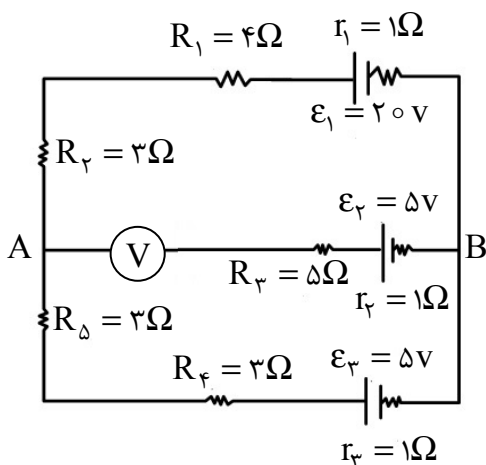 R₁ = ۴Ω
r₁ = ۱Ω
ε₁ = ۲۰ v
R₂ = ۳Ω
ε₂ = ۵v
A
V
B
R₃ = ۵Ω
r₂ = ۱Ω
R₅ = ۳Ω
ε₃ = ۵v
R₄ = ۳Ω
r₃ = ۱Ω